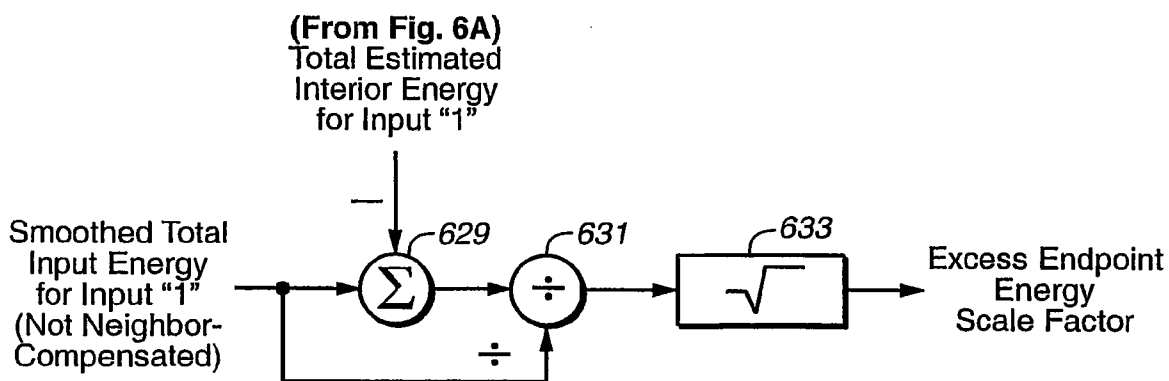 (From Fig. 6A)
Total Estimated
Interior Energy
for Input "1"
—
Smoothed Total
Input Energy
for Input "1"
(Not Neighbor-
Compensated)
629
Σ
631
÷
÷
633
√
Excess Endpoint
Energy
Scale Factor